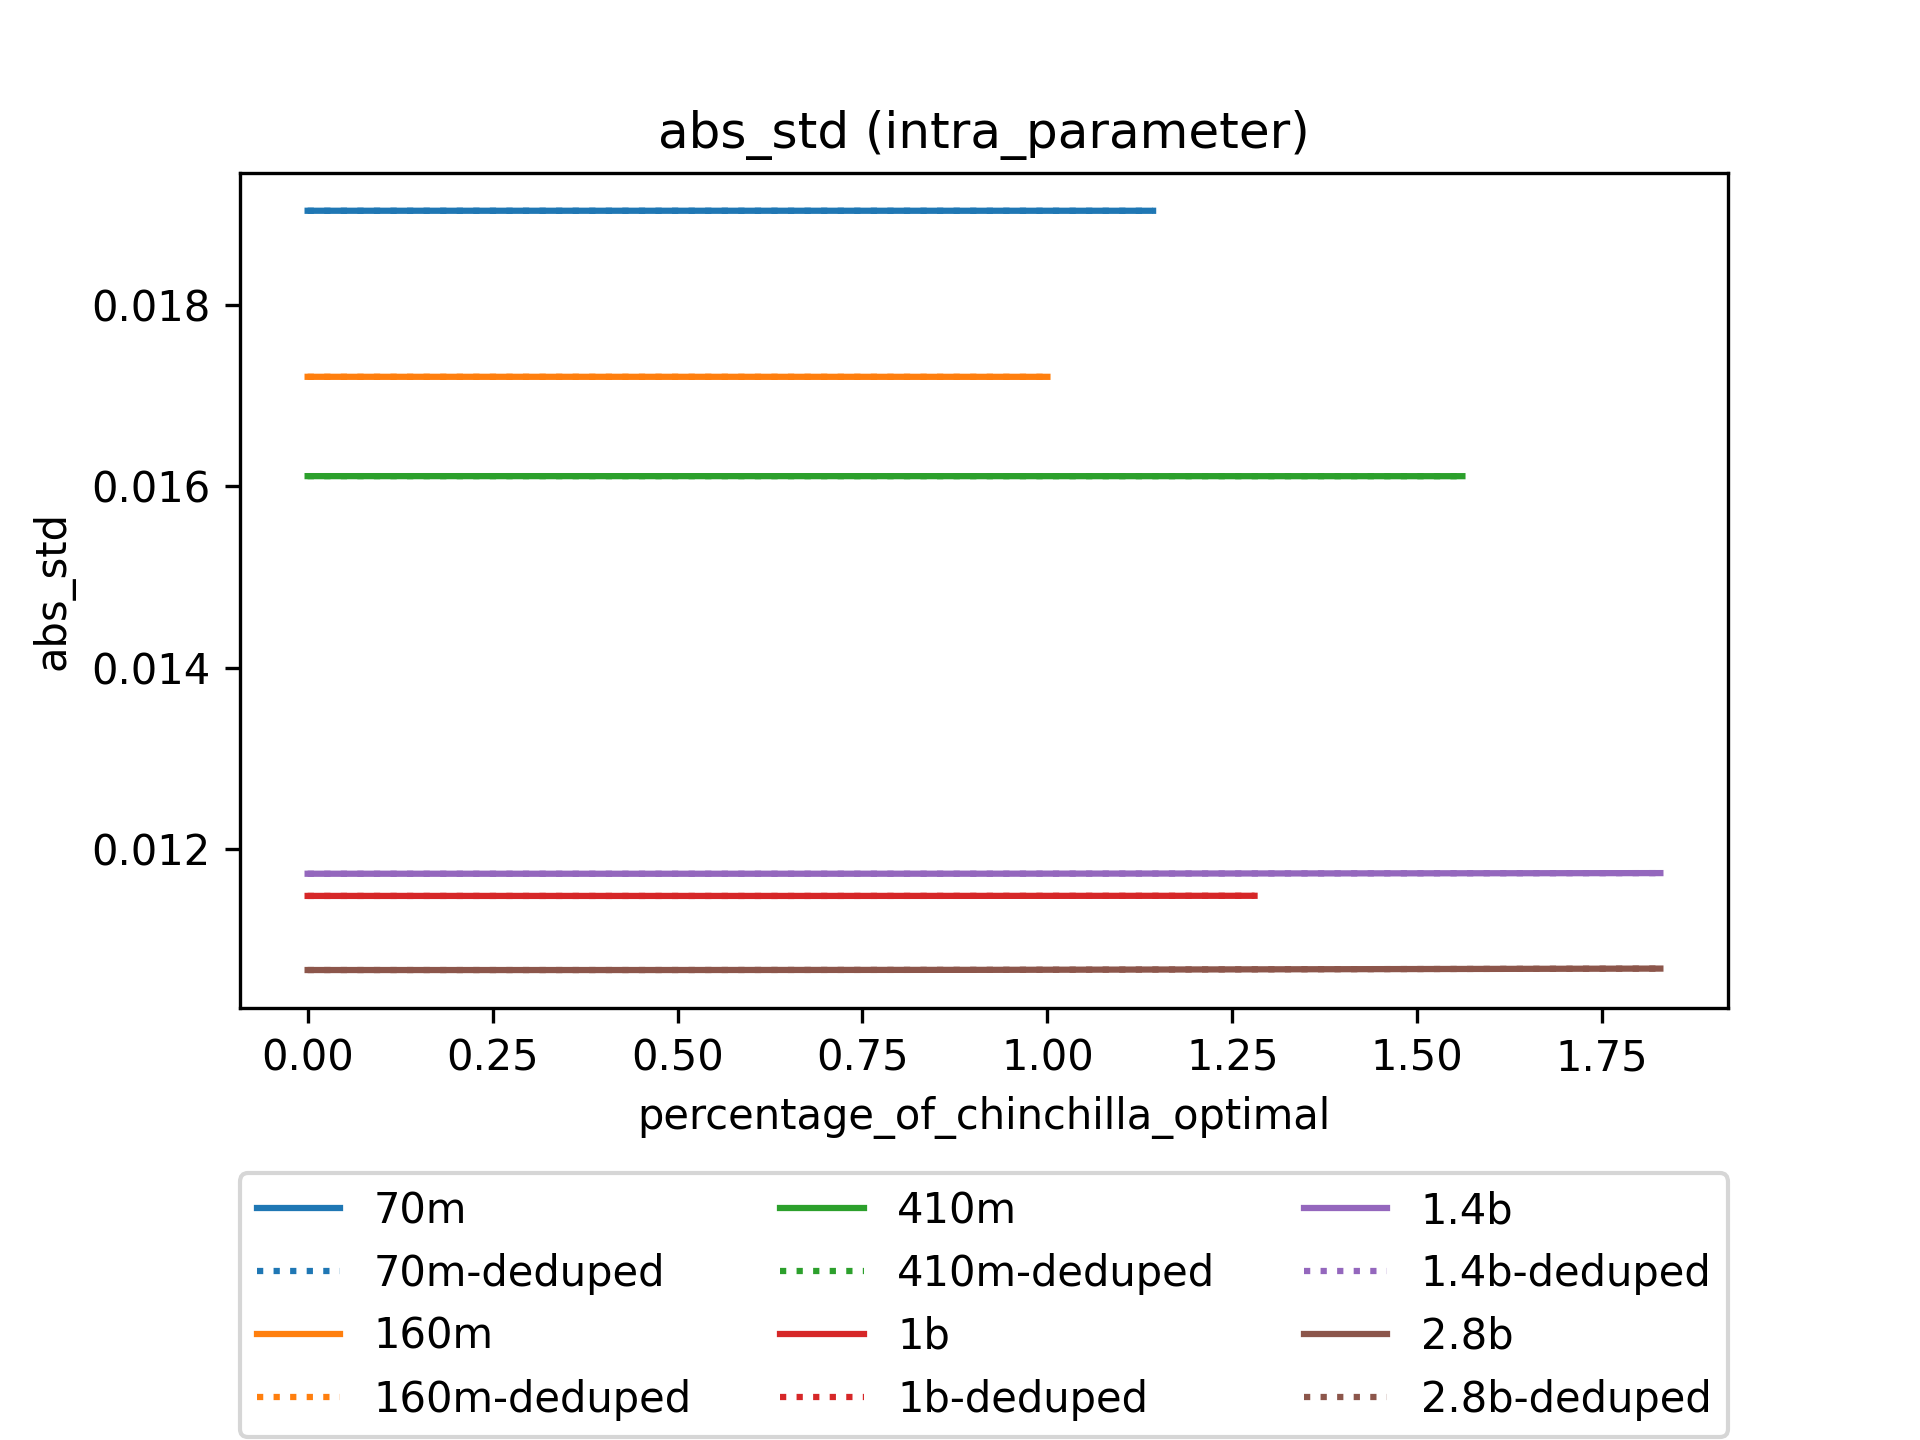 abs_std (intra_parameter)
abs_std
0.018
0.016
0.014
0.012
0.00 0.25 0.50 0.75 1.00 1.25 1.50 1.75
percentage_of_chinchilla_optimal
70m
70m-deduped
160m
160m-deduped
410m
410m-deduped
1b
1b-deduped
1.4b
1.4b-deduped
2.8b
2.8b-deduped